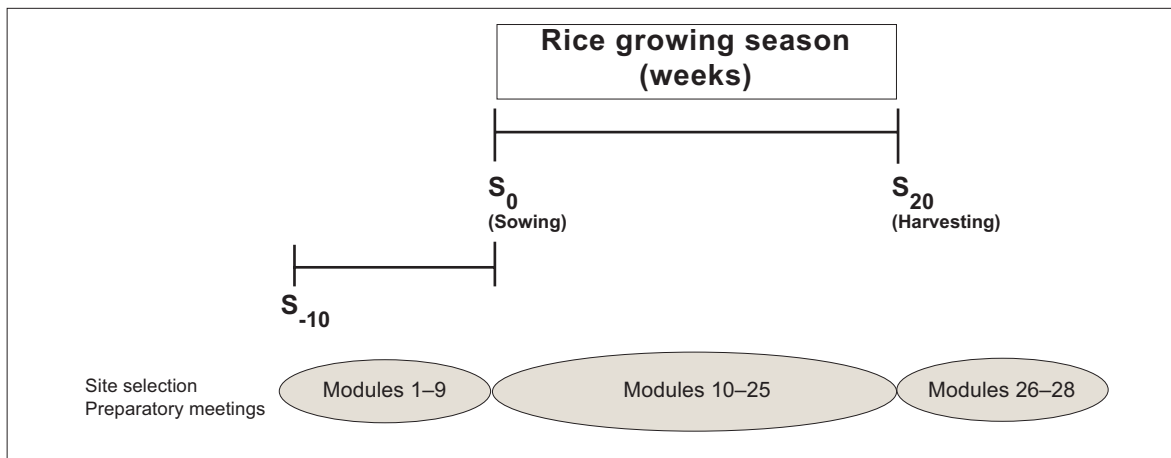 Rice growing season
(weeks)
S0
(Sowing)
S20
(Harvesting)
S-10
Site selection
Preparatory meetings
Modules 1–9
Modules 10–25
Modules 26–28